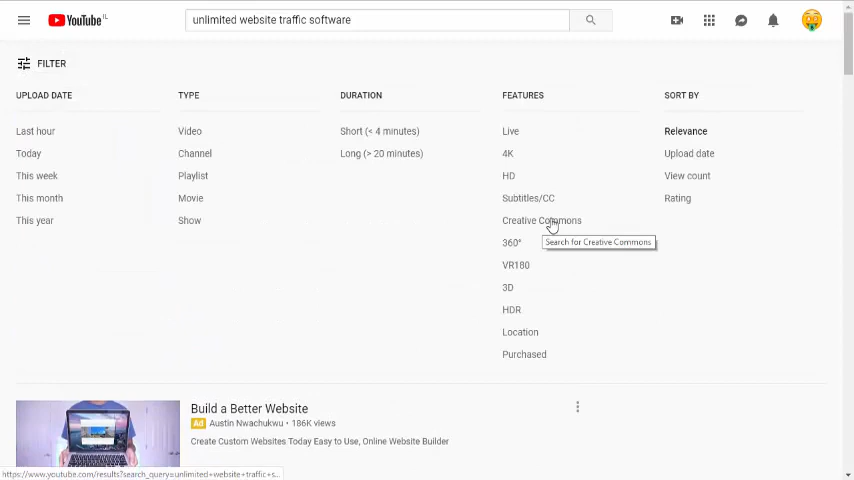 YouTube IL
unlimited website traffic software
FILTER
UPLOAD DATE
Last hour
Today
This week
This month
This year
TYPE
Video
Channel
Playlist
Movie
Show
DURATION
Short (< 4 minutes)
Long (> 20 minutes)
FEATURES
Live
4K
HD
Subtitles/CC
Creative Commons
360°
VR180
3D
HDR
Location
Purchased
SORT BY
Relevance
Upload date
View count
Rating
Search for Creative Commons
Build a Better Website
Ad Austin Nwachukwu • 186K views
Create Custom Websites Today Easy to Use, Online Website Builder
https://www.youtube.com/results?search_query=unlimited+website+traffic+s...